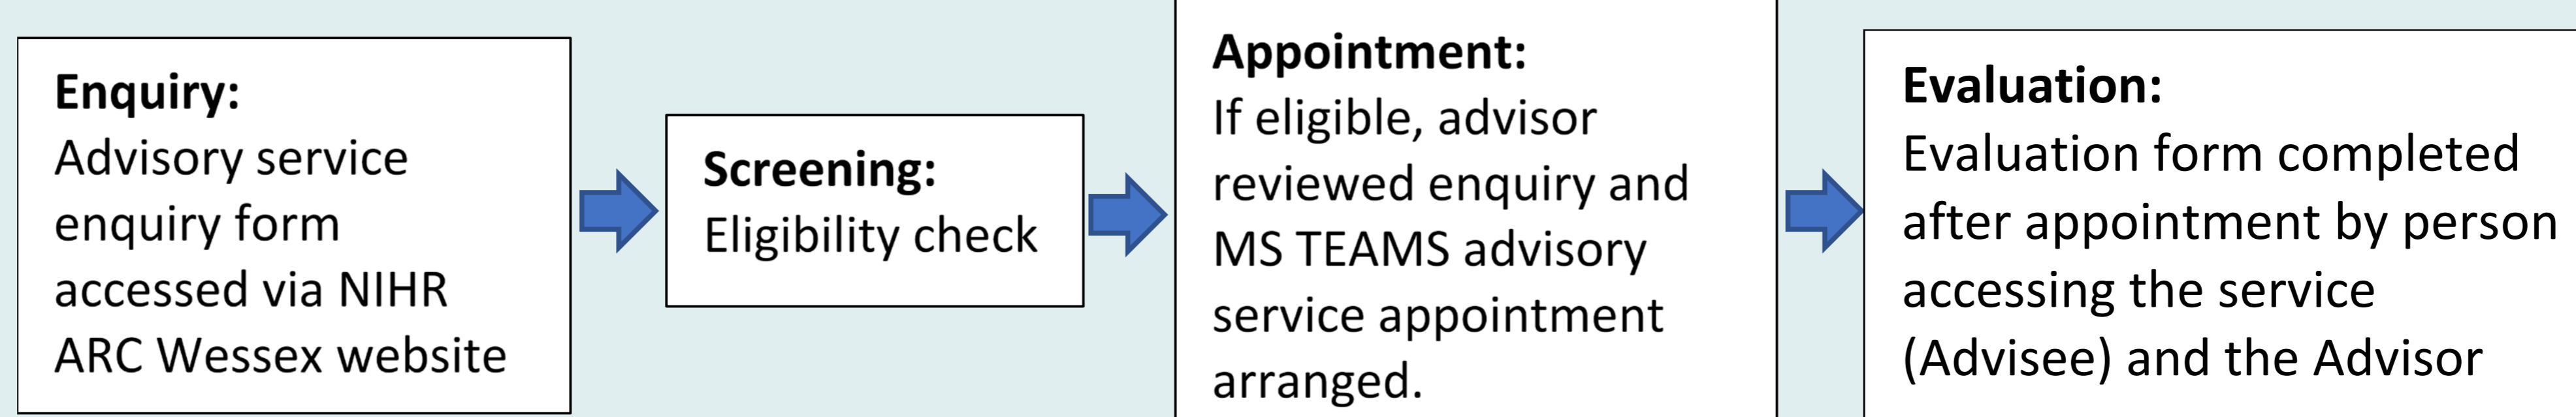 Enquiry:
Advisory service
enquiry form
accessed via NIHR
ARC Wessex website
Screening:
Eligibility check
Appointment:
If eligible, advisor
reviewed enquiry and
MS TEAMS advisory
service appointment
arranged.
Evaluation:
Evaluation form completed
after appointment by person
accessing the service
(Advisee) and the Advisor